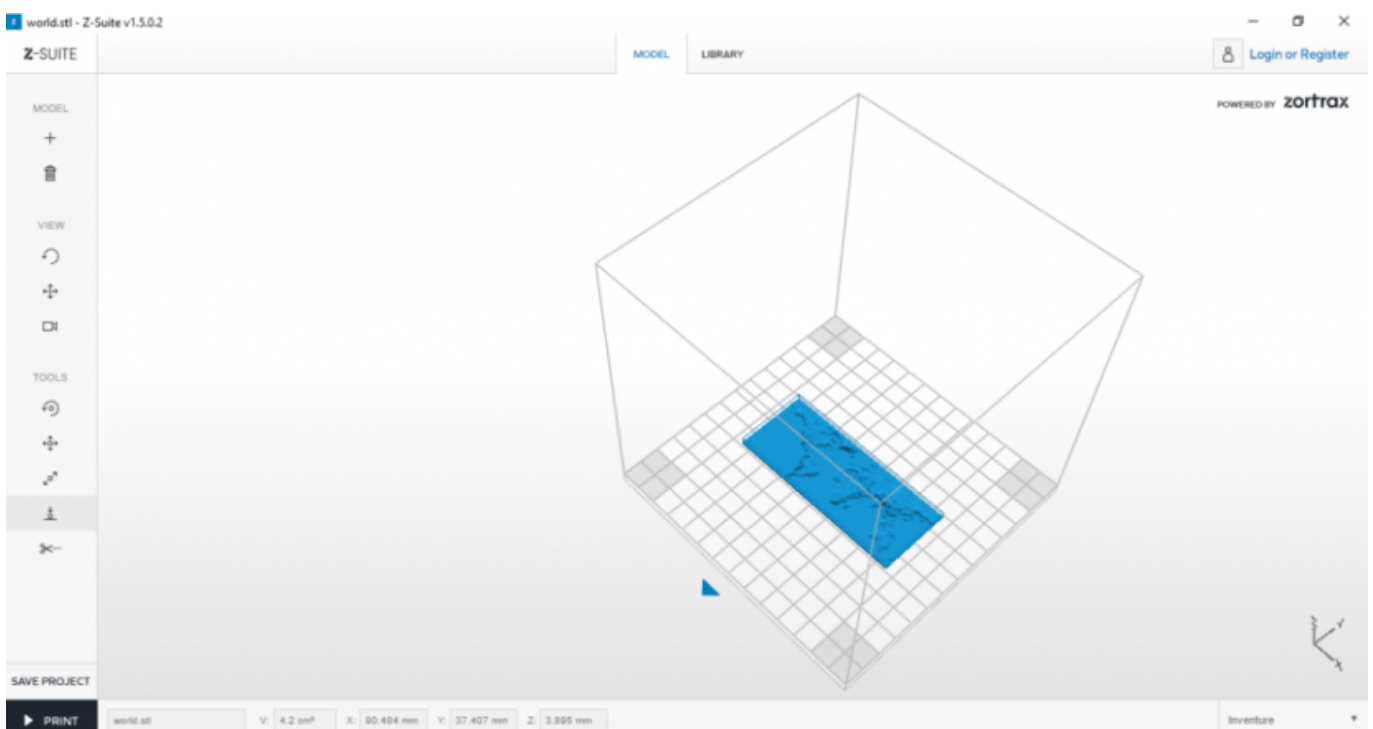 world.stl - Z-Suite v1.5.0.2
Z-SUITE
MODEL LIBRARY
Login or Register
POWERED BY zortrax
MODEL
VIEW
TOOLS
SAVE PROJECT
PRINT
world.stl V: 4.2 cm³ X: 90.484 mm Y: 37.407 mm Z: 3.895 mm
Inventure
Z Y
X